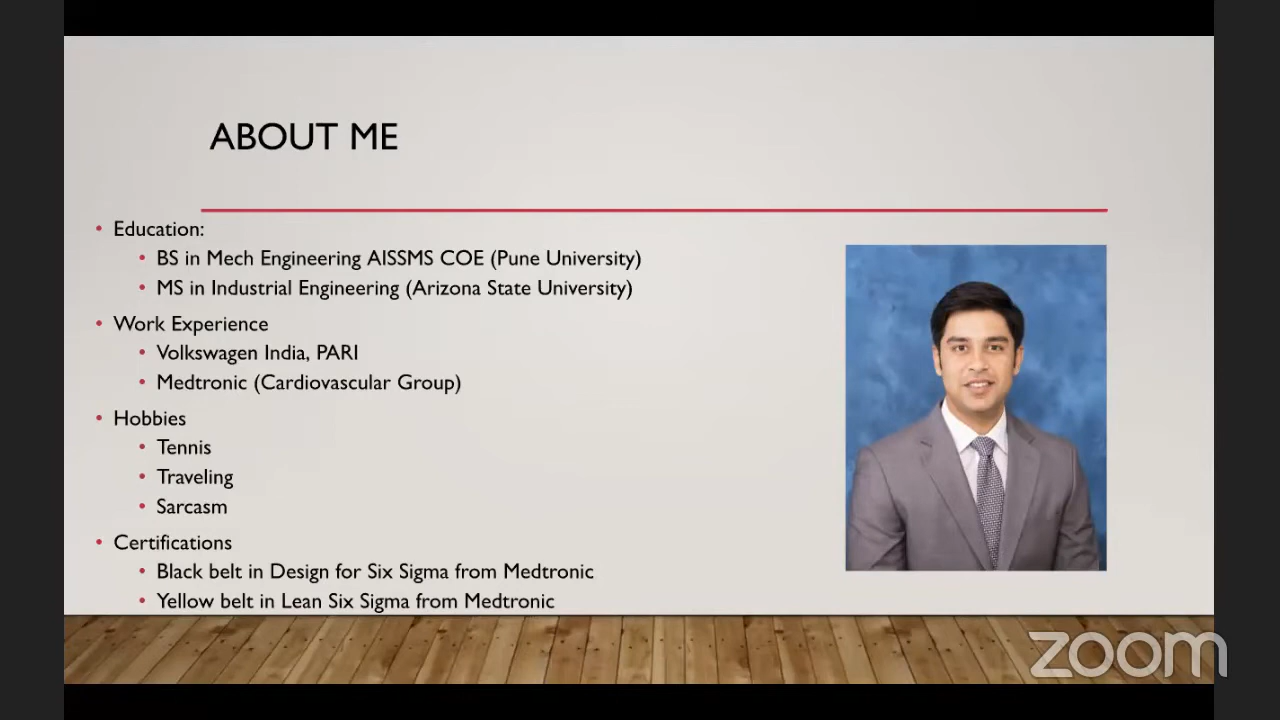 ABOUT ME
• Education:
• BS in Mech Engineering AISSMS COE (Pune University)
• MS in Industrial Engineering (Arizona State University)
• Work Experience
• Volkswagen India, PARI
• Medtronic (Cardiovascular Group)
• Hobbies
• Tennis
• Traveling
• Sarcasm
• Certifications
• Black belt in Design for Six Sigma from Medtronic
• Yellow belt in Lean Six Sigma from Medtronic
zoom